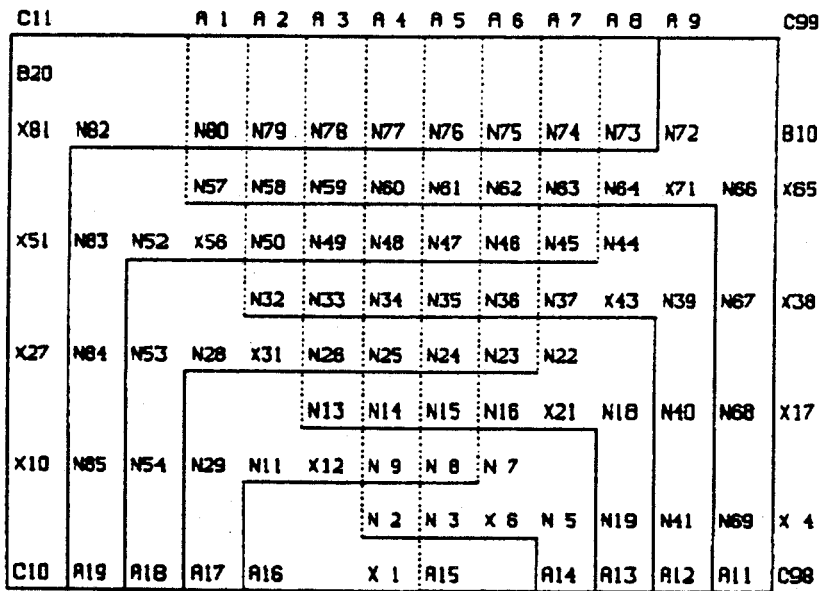 C11 A 1 A 2 A 3 A 4 A 5 A 6 A 7 A 8 A 9 C99
B20
X81 N82 N80 N79 N78 N77 N76 N75 N74 N73 N72 B10
N57 N58 N59 N60 N61 N62 N63 N64 X71 N66 X65
X51 N83 N52 X56 N50 N49 N48 N47 N46 N45 N44
N32 N33 N34 N35 N36 N37 X43 N39 N67 X38
X27 N84 N53 N28 X31 N26 N25 N24 N23 N22
N13 N14 N15 N16 X21 N18 N40 N68 X17
X10 N85 N54 N29 N11 X12 N 9 N 8 N 7
N 2 N 3 X 6 N 5 N19 N41 N69 X 4
C10 A19 A18 A17 A16 X 1 A15 A14 A13 A12 A11 C98